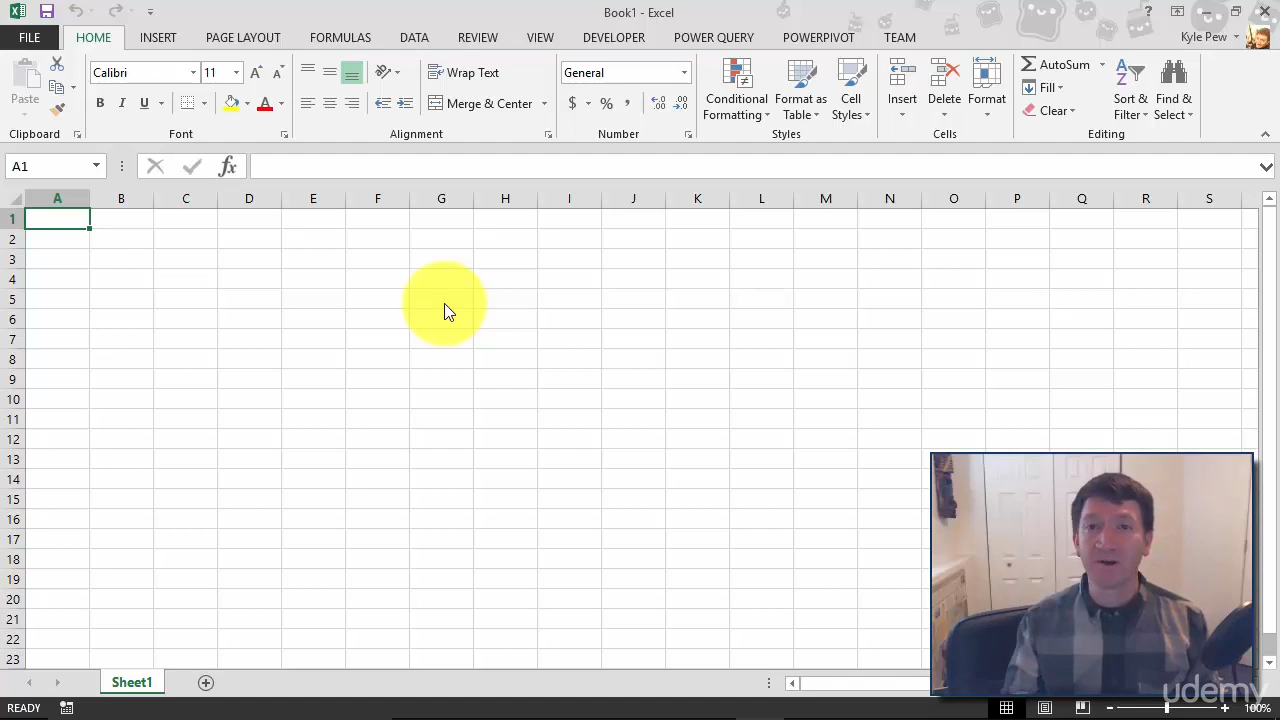 Book1 - Excel
?
FILE HOME INSERT PAGE LAYOUT FORMULAS DATA REVIEW VIEW DEVELOPER POWER QUERY POWERPIVOT TEAM Kyle Pew
Paste
Calibri 11
B I U A
Wrap Text
Merge & Center
General
$ % ,
Conditional Formatting
Format as Table
Cell Styles
Insert
Delete
Format
AutoSum
Fill
Clear
Sort & Filter
Find & Select
Clipboard Font Alignment Number Styles Cells Editing
A1 fx
A B C D E F G H I J K L M N O P Q R S
1
2
3
4
5
6
7
8
9
10
11
12
13
14
15
16
17
18
19
20
21
22
23
Sheet1
udemy
READY 100%